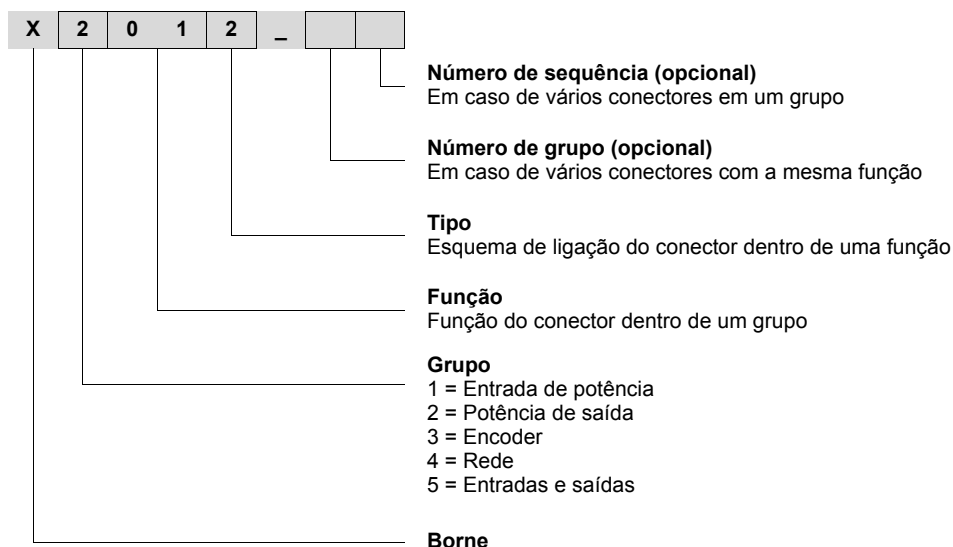 X 2 0 1 2 _
Número de sequência (opcional)
Em caso de vários conectores em um grupo
Número de grupo (opcional)
Em caso de vários conectores com a mesma função
Tipo
Esquema de ligação do conector dentro de uma função
Função
Função do conector dentro de um grupo
Grupo
1 = Entrada de potência
2 = Potência de saída
3 = Encoder
4 = Rede
5 = Entradas e saídas
Borne